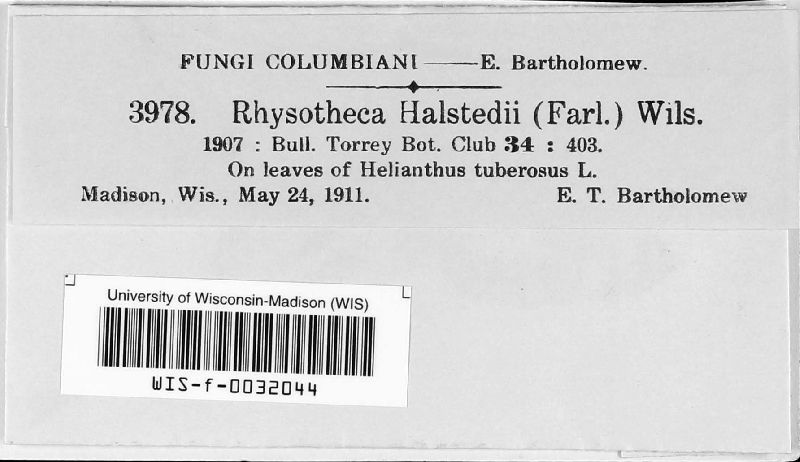 FUNGI COLUMBIANI —— E. Bartholomew.
3978. Rhysotheca Halstedii (Farl.) Wils.
1907 : Bull. Torrey Bot. Club 34 : 403.
On leaves of Helianthus tuberosus L.
Madison, Wis., May 24, 1911. E. T. Bartholomew
University of Wisconsin-Madison (WIS)
WIS-f-0032044